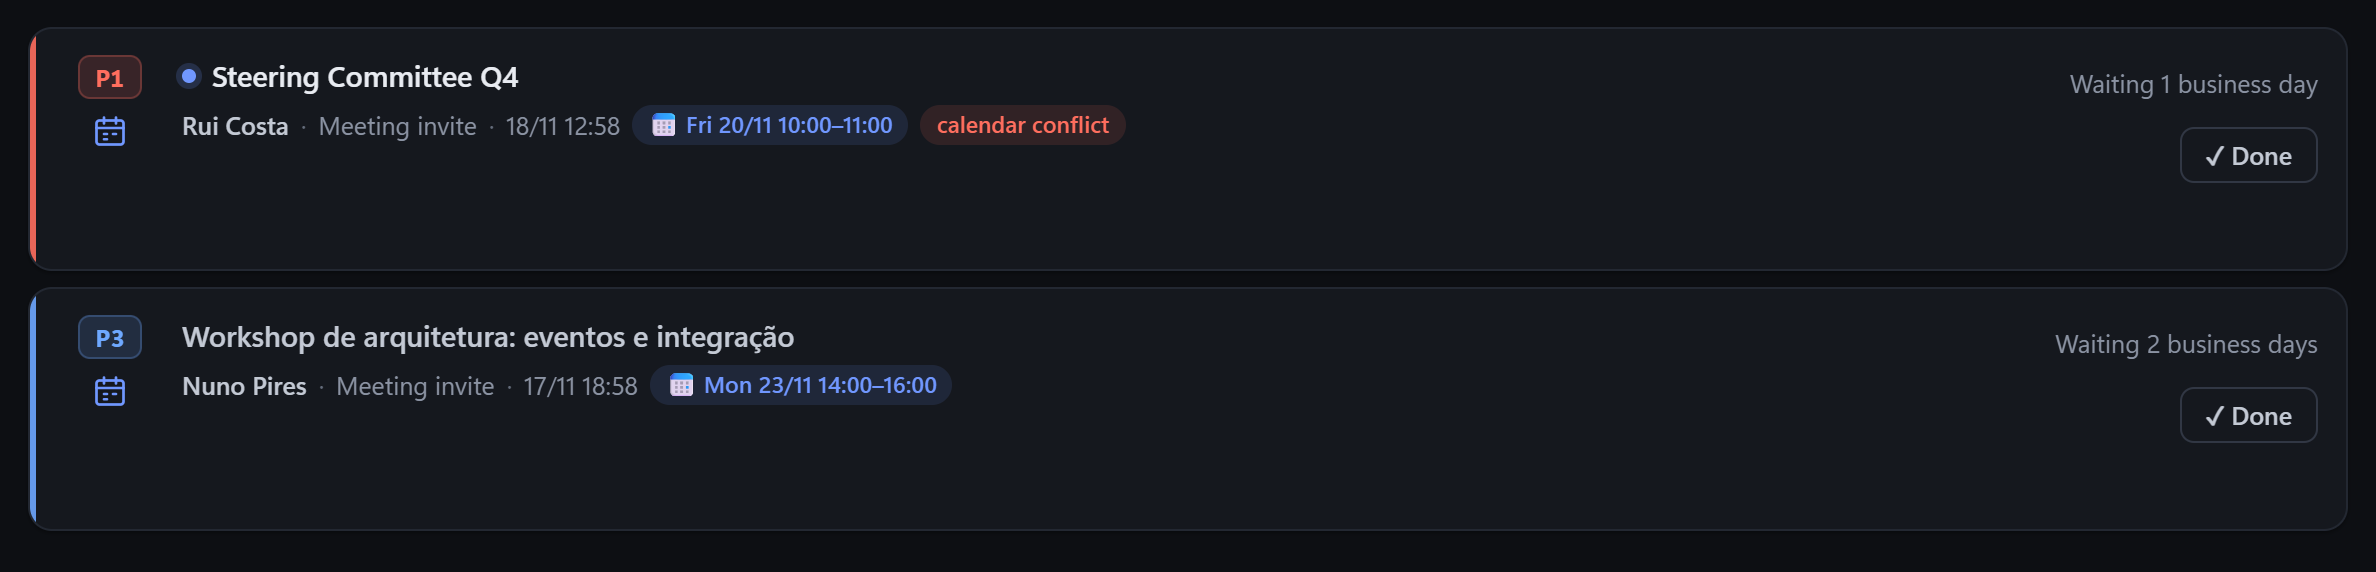 P1 Steering Committee Q4
Waiting 1 business day
Rui Costa · Meeting invite · 18/11 12:58 Fri 20/11 10:00–11:00 calendar conflict
✓ Done
P3 Workshop de arquitetura: eventos e integração
Waiting 2 business days
Nuno Pires · Meeting invite · 17/11 18:58 Mon 23/11 14:00–16:00
✓ Done